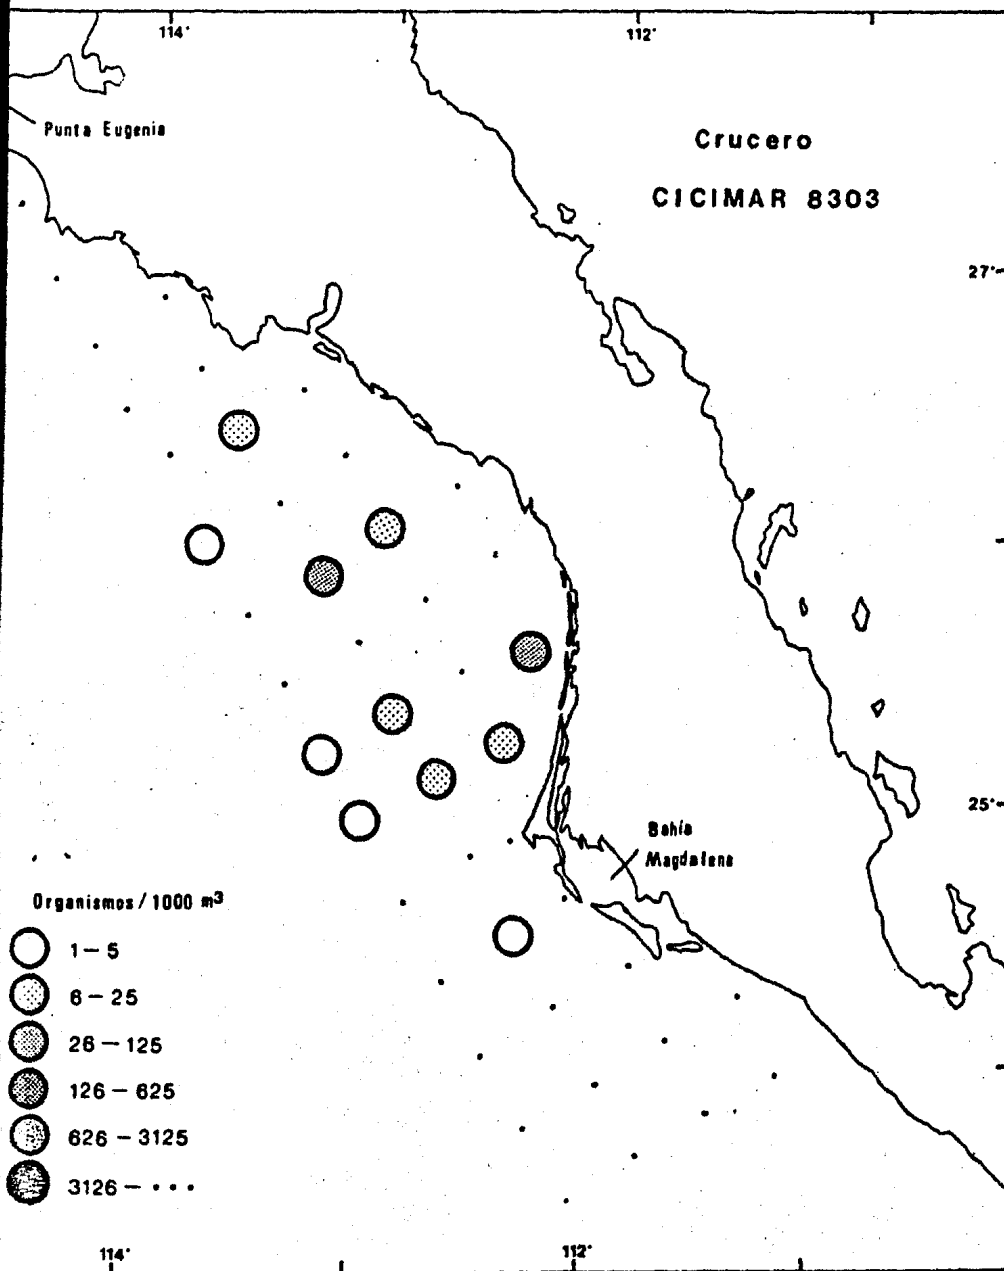 114° 112°
Punta Eugenia
Crucero
CICIMAR 8303
27°
25°
Bahía
Magdalena
Organismos/1000 m³
1-5
6-25
26-125
126-625
626-3125
3126-...
114° 112°